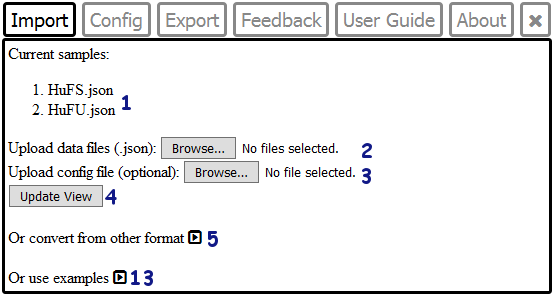 Import Config Export Feedback User Guide About ×
Current samples:
1. HuFS.json
2. HuFU.json
1
Upload data files (.json): Browse... No files selected. 2
Upload config file (optional): Browse... No file selected. 3
Update View 4
Or convert from other format 5
Or use examples 13